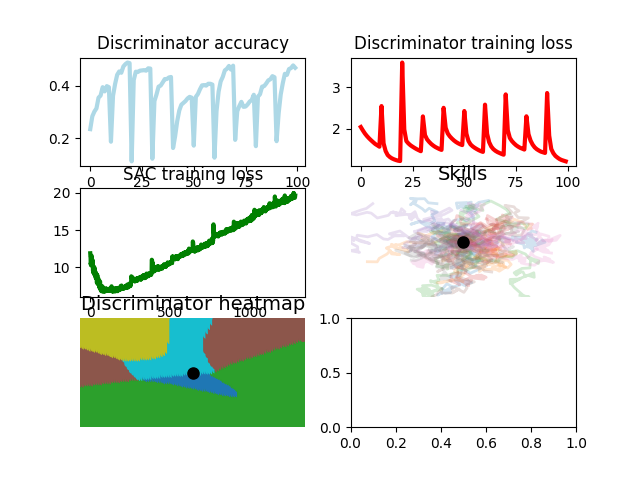 Discriminator accuracy
0.4
0.2
0 25 50 75 100
Discriminator training loss
3
2
0 25 50 75 100
SAC training loss
20
15
10
0 500 1000
Skills
Discriminator heatmap
1.0
0.5
0.0
0.0 0.2 0.4 0.6 0.8 1.0